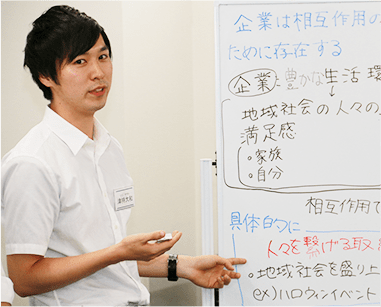 企業は相互作用の
ために存在する
企業: 豊かな生活 環
↓
地域社会の人々の
満足感
・家族
・自分
相互作用で
具体的に
人々を繋げる取
・地域社会を盛り上
ex) ハロウィンイベント